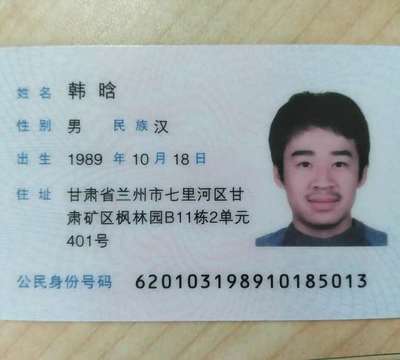 姓名 韩晗
性别 男 民族 汉
出生 1989 年 10 月 18 日
住址 甘肃省兰州市七里河区甘
肃矿区枫林园B11栋2单元
401号
公民身份号码 620103198910185013